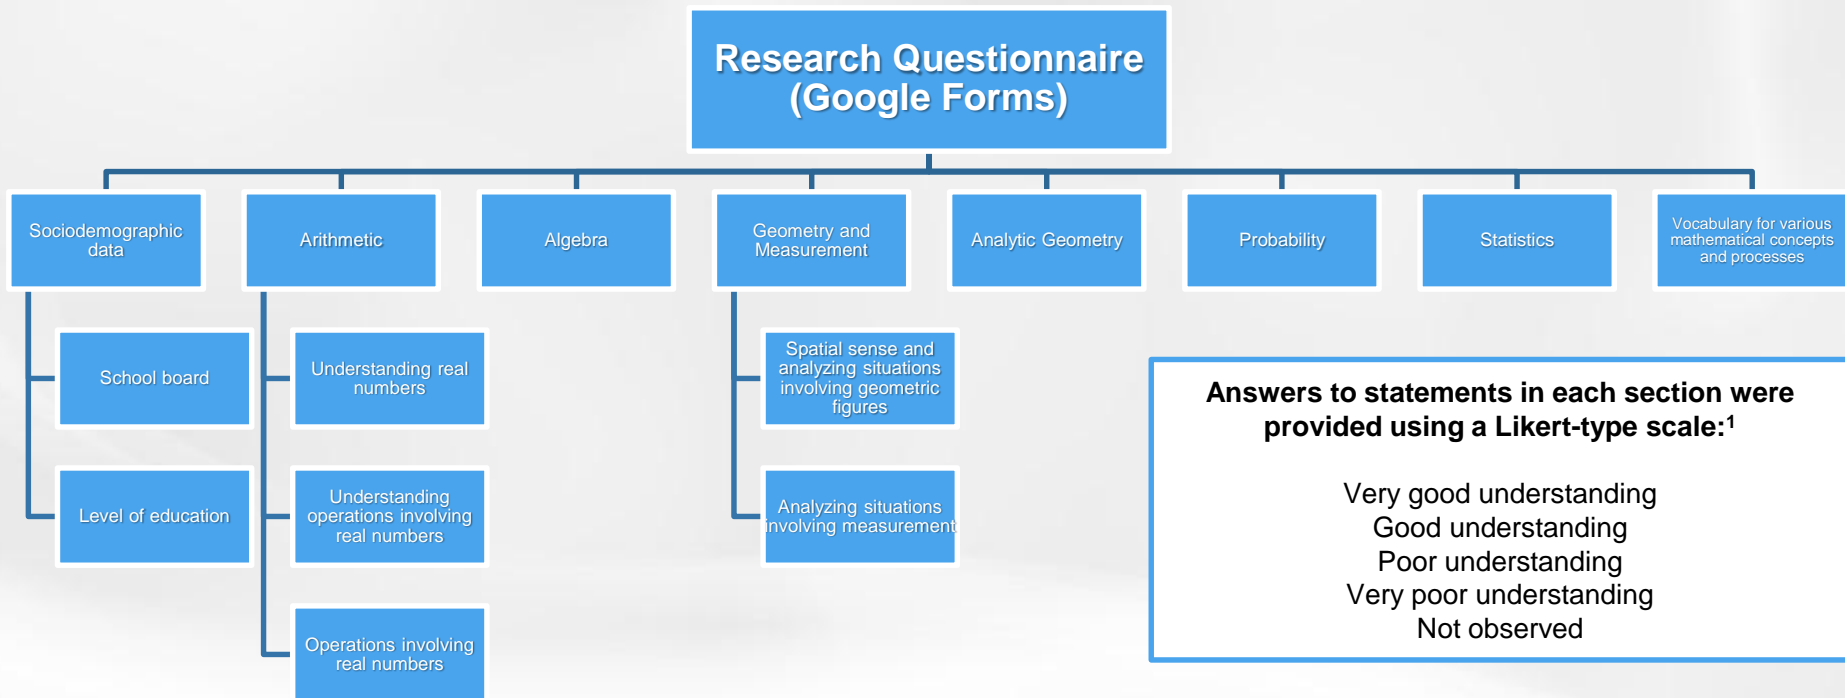 Research Questionnaire
(Google Forms)
Sociodemographic
data
Arithmetic
Algebra
Geometry and
Measurement
Analytic Geometry
Probability
Statistics
Vocabulary for various
mathematical concepts
and processes
School board
Level of education
Understanding real
numbers
Understanding
operations involving
real numbers
Operations involving
real numbers
Spatial sense and
analyzing situations
involving geometric
figures
Analyzing situations
involving measurement
Answers to statements in each section were
provided using a Likert-type scale:¹
Very good understanding
Good understanding
Poor understanding
Very poor understanding
Not observed